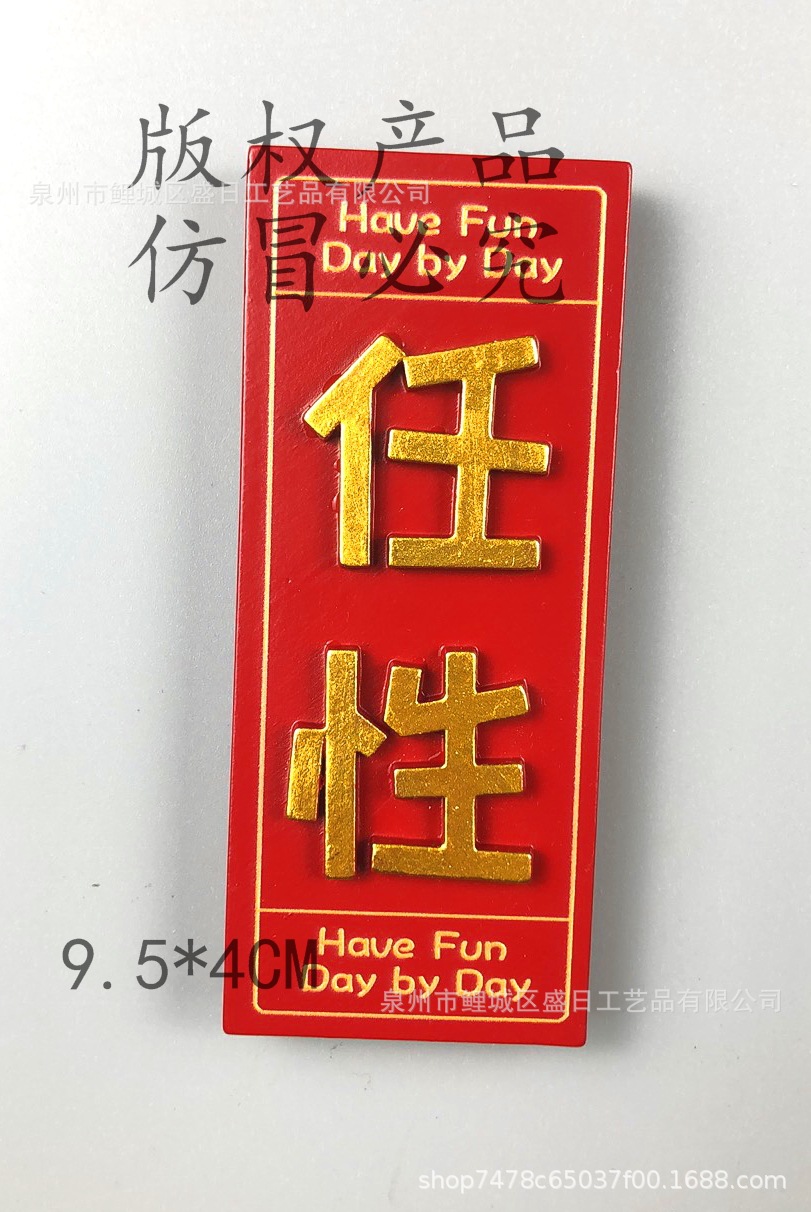 版权产品
泉州市鲤城区盛日工艺品有限公司
仿冒必究
Have Fun
Day by Day
任
性
Have Fun
Day by Day
9.5*4CM
泉州市鲤城区盛日工艺品有限公司
shop7478c65037f00.1688.com